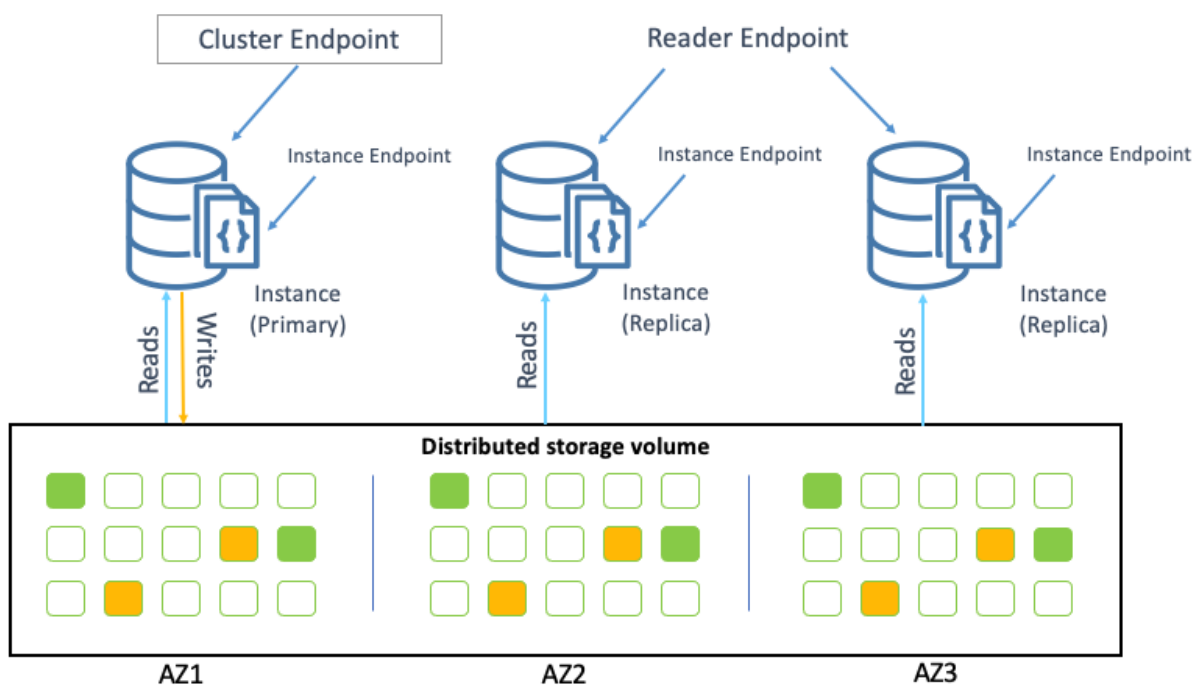 Cluster Endpoint
Reader Endpoint
Instance Endpoint
Instance Endpoint
Instance Endpoint
{}
{}
{}
Instance
(Primary)
Instance
(Replica)
Instance
(Replica)
Reads
Writes
Reads
Reads
Distributed storage volume
AZ1
AZ2
AZ3